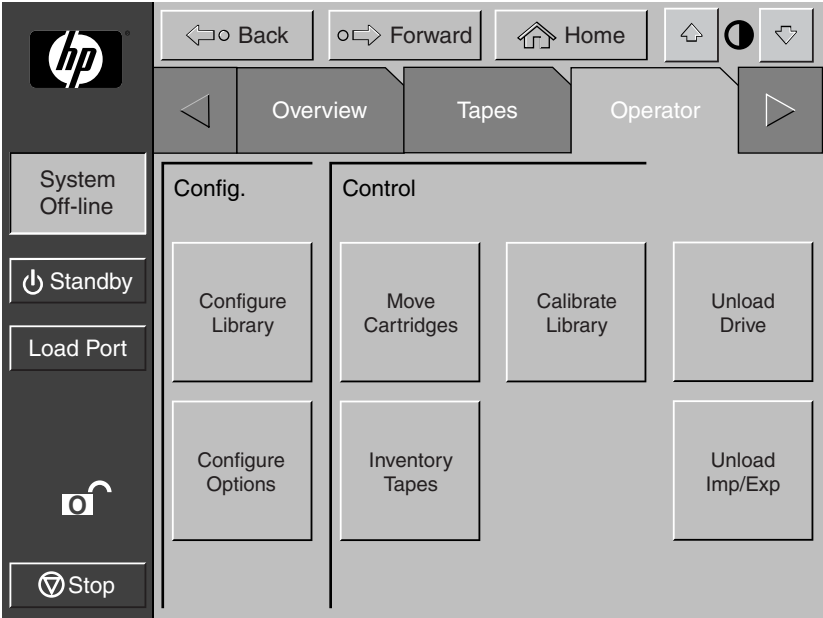 hp
Back
Forward
Home
Overview
Tapes
Operator
System
Off-line
Standby
Load Port
O
Stop
Config.
Control
Configure
Library
Move
Cartridges
Calibrate
Library
Unload
Drive
Configure
Options
Inventory
Tapes
Unload
Imp/Exp